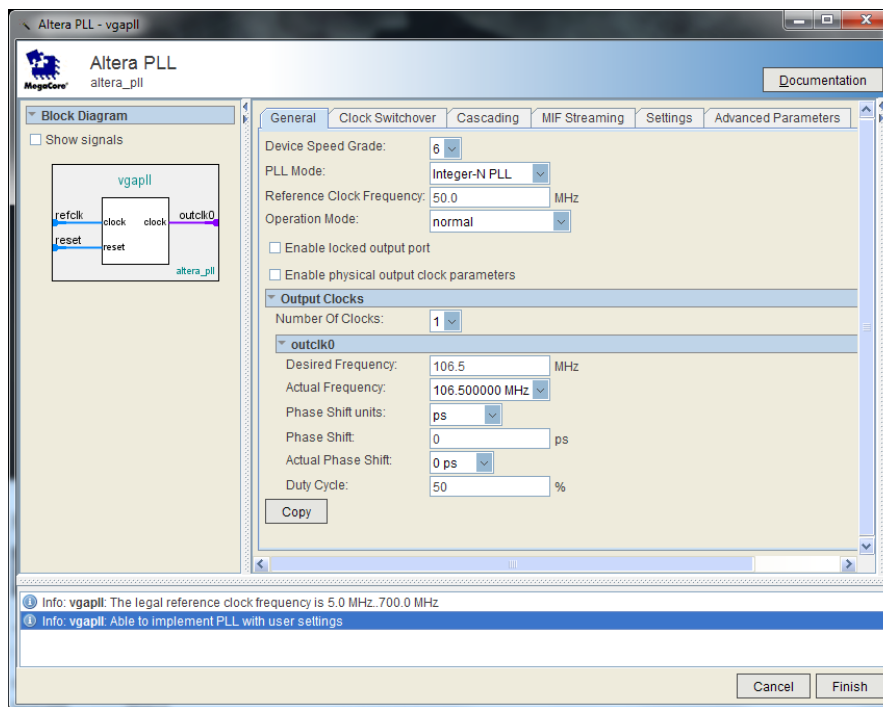 Altera PLL - vgapll
Altera PLL
altera_pll
MegaCore®
Documentation
Block Diagram
Show signals
vgapll
refclk
clock clock
outclk0
reset
reset
altera_pll
General Clock Switchover Cascading MIF Streaming Settings Advanced Parameters
Device Speed Grade: 6
PLL Mode: Integer-N PLL
Reference Clock Frequency: 50.0 MHz
Operation Mode: normal
Enable locked output port
Enable physical output clock parameters
Output Clocks
Number Of Clocks: 1
outclk0
Desired Frequency: 106.5 MHz
Actual Frequency: 106.500000 MHz
Phase Shift units: ps
Phase Shift: 0 ps
Actual Phase Shift: 0 ps
Duty Cycle: 50 %
Copy
Info: vgapll: The legal reference clock frequency is 5.0 MHz..700.0 MHz
Info: vgapll: Able to implement PLL with user settings
Cancel Finish